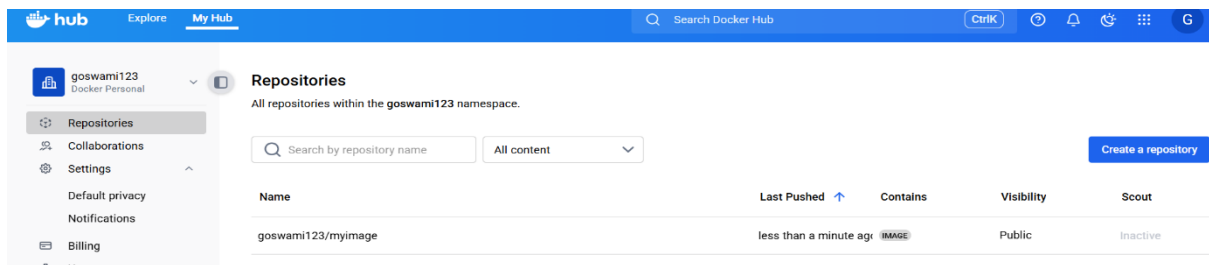 hub Explore My Hub Search Docker Hub CtrlK G
goswami123
Docker Personal
Repositories
Collaborations
Settings
Default privacy
Notifications
Billing
Repositories
All repositories within the goswami123 namespace.
Search by repository name All content Create a repository
Name Last Pushed Contains Visibility Scout
goswami123/myimage less than a minute ago IMAGE Public Inactive